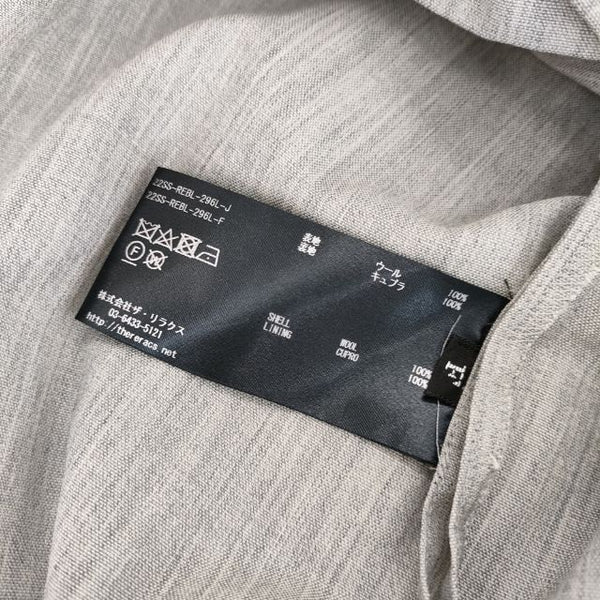 22SS-REBL-296L-J
22SS-REBL-296L-F
表地
表地
ウール
キュプラ
100%
100%
SHELL
LINING
WOOL
CUPRO
100%
100%
株式会社ザ・リラクス
03-6433-5121
http://thereracs.net